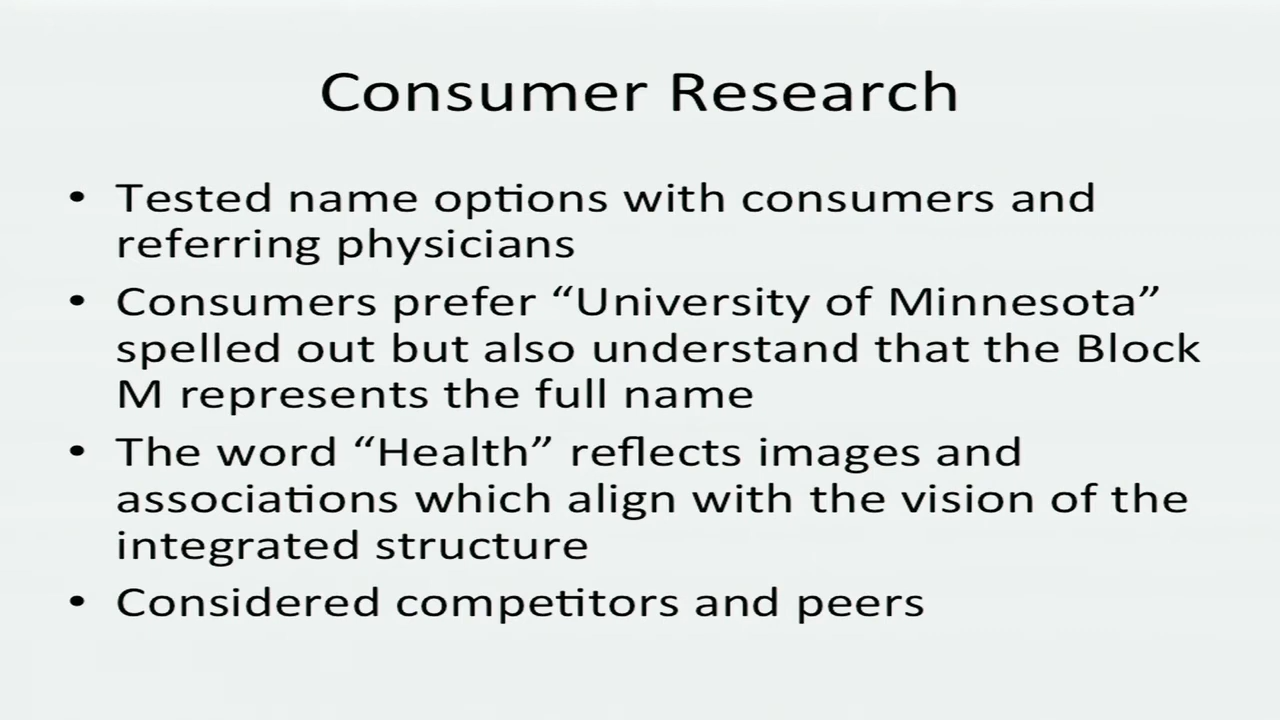 Consumer Research
• Tested name options with consumers and
referring physicians
• Consumers prefer “University of Minnesota”
spelled out but also understand that the Block
M represents the full name
• The word “Health” reflects images and
associations which align with the vision of the
integrated structure
• Considered competitors and peers